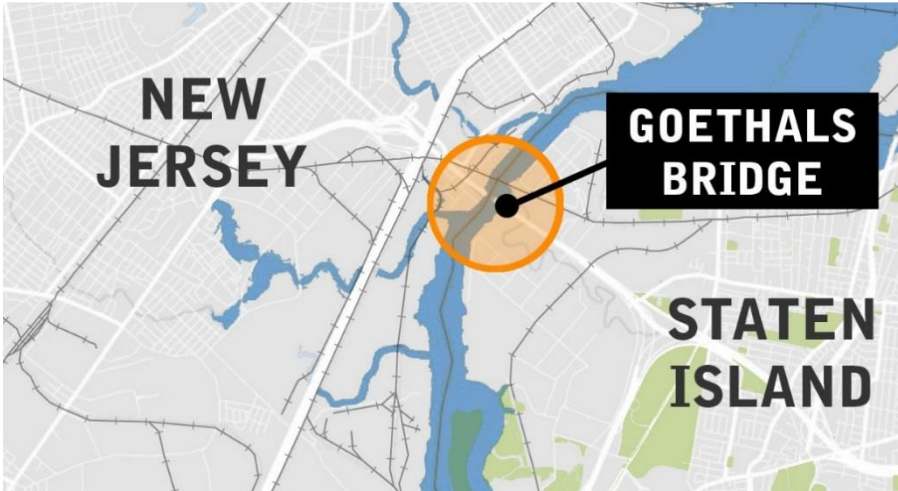 NEW
JERSEY
GOETHALS
BRIDGE
STATEN
ISLAND